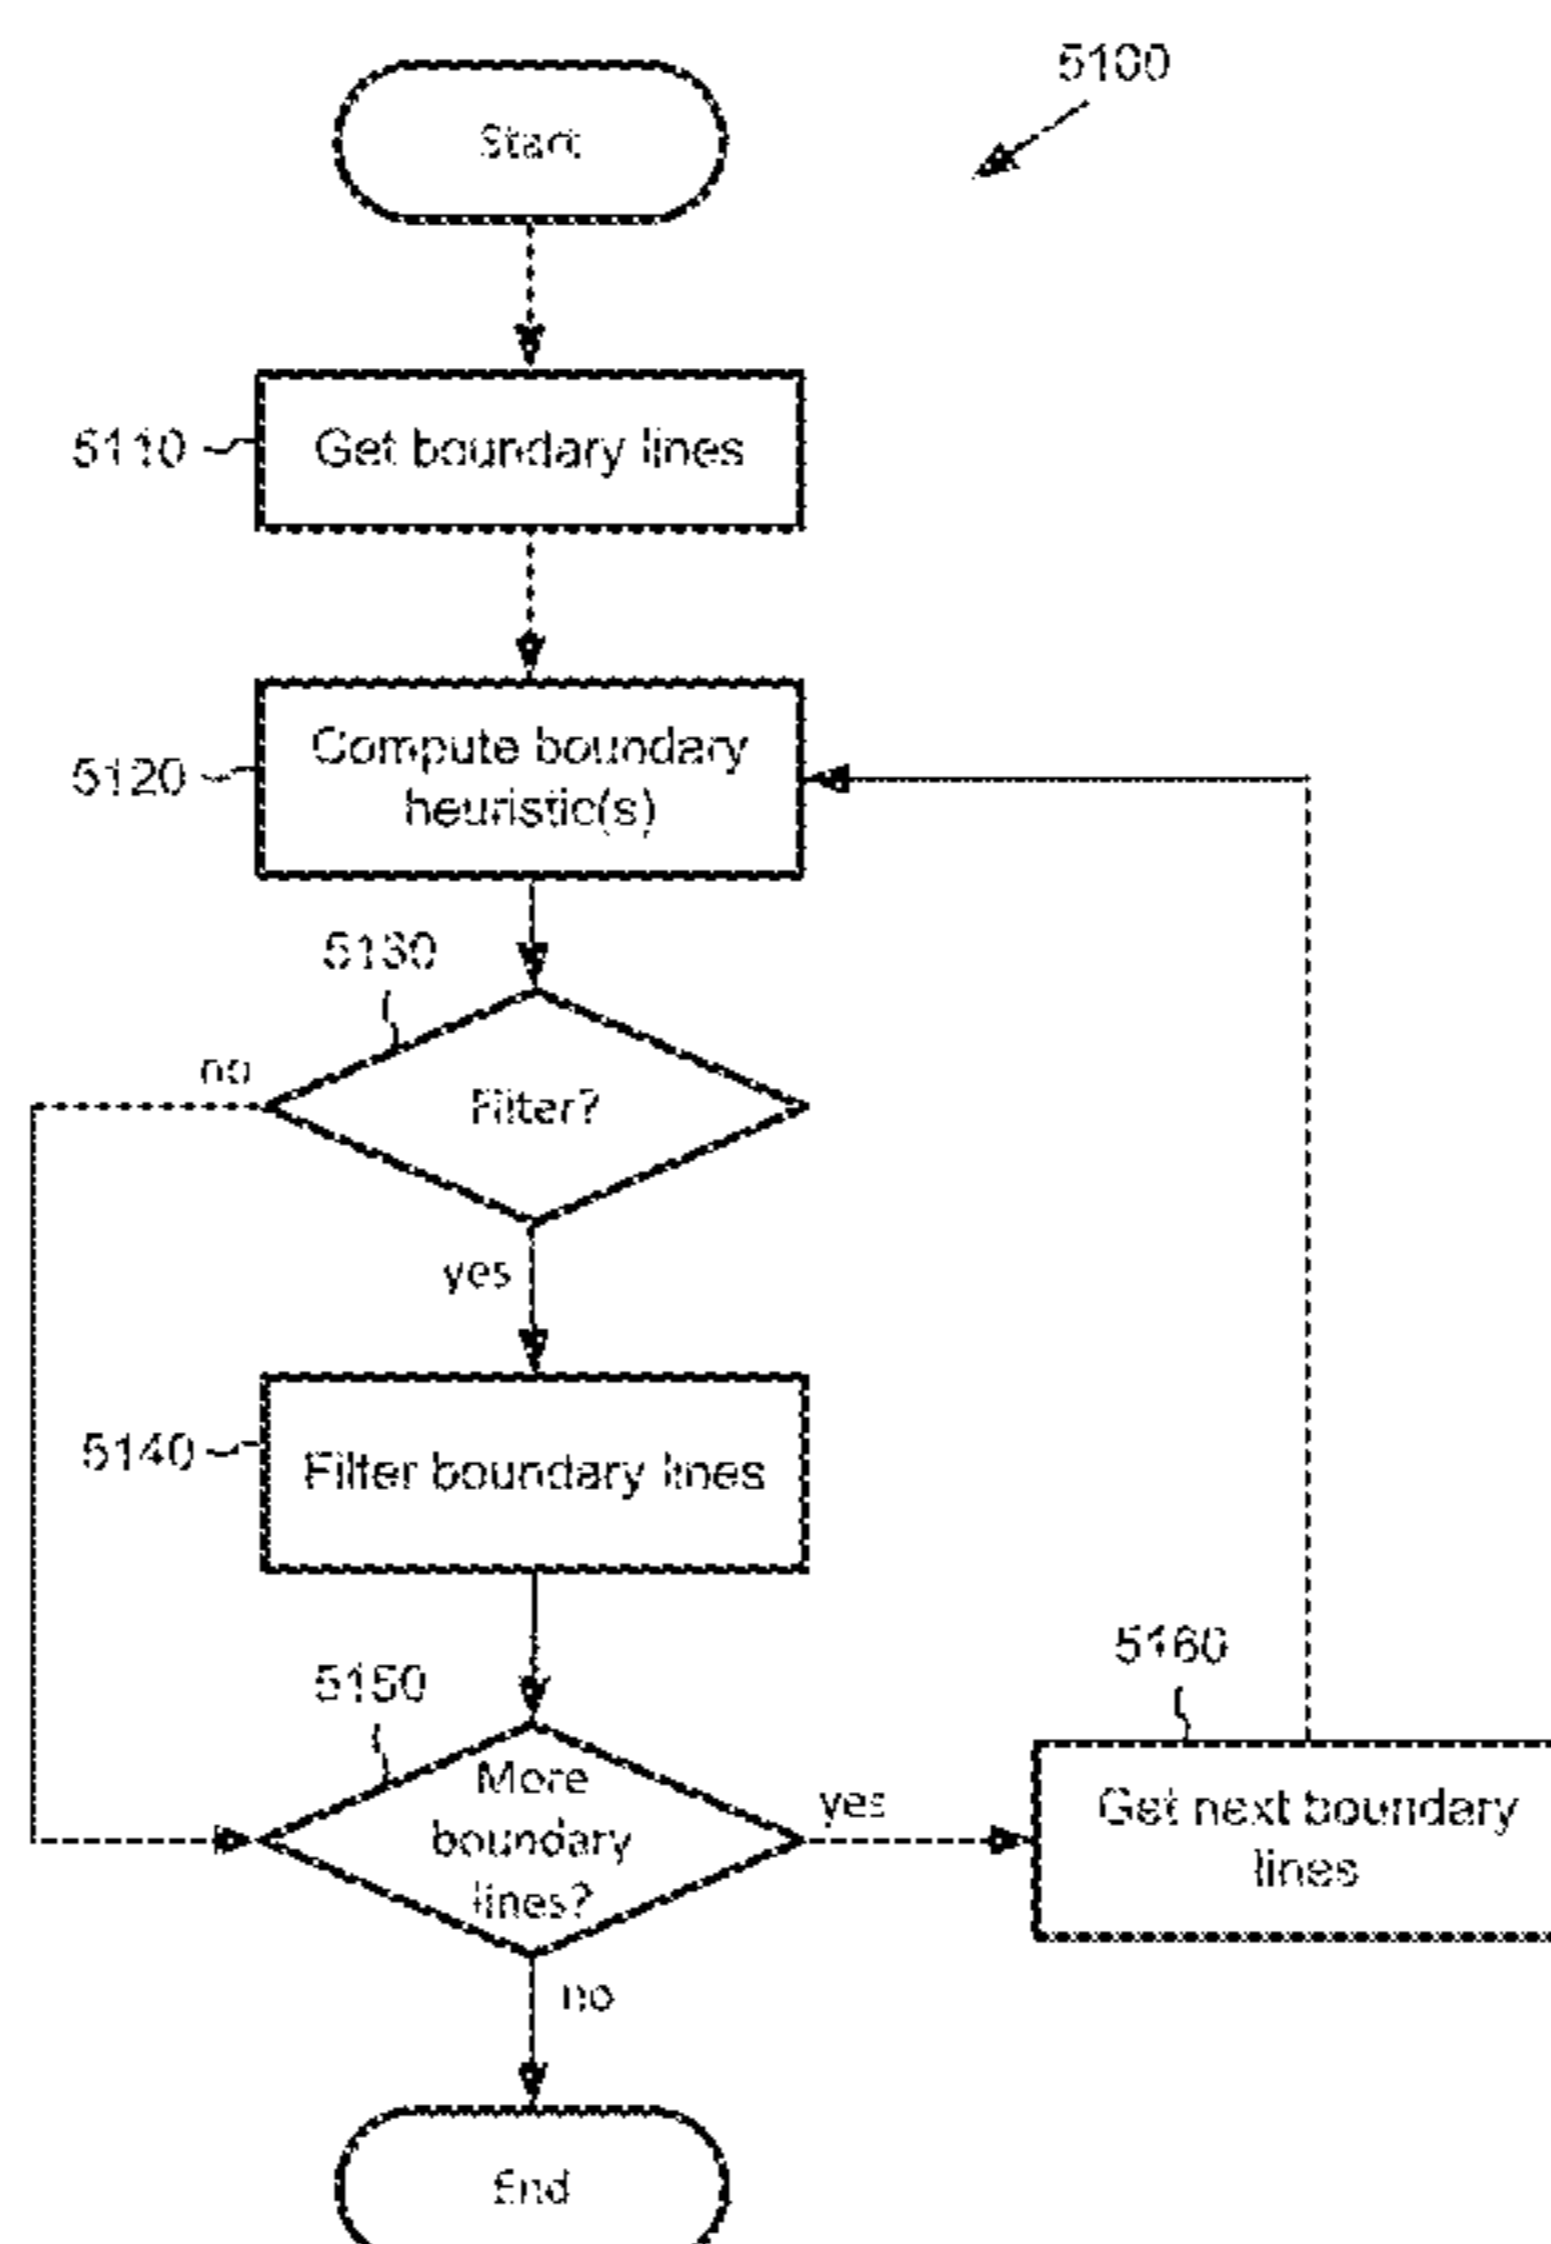 5100
Start
5110
Get boundary lines
5120
Compute boundary
heuristic(s)
5130
no
Filter?
yes
5140
Filter boundary lines
5150
More
boundary
lines?
yes
5160
Get next boundary
lines
no
End